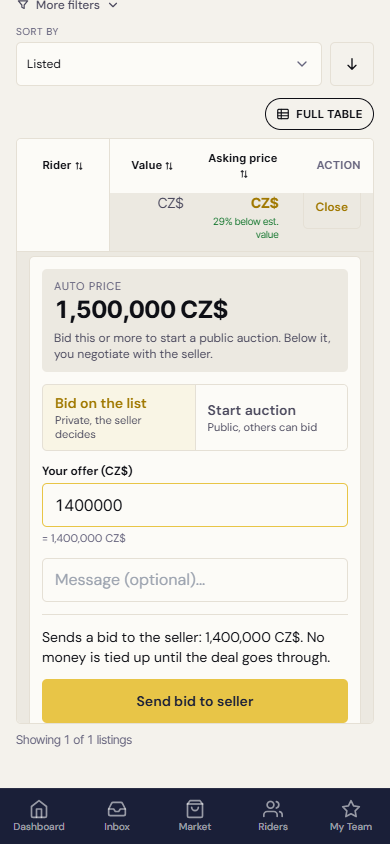 More filters
SORT BY
Listed
FULL TABLE
Rider Value Asking price ACTION
CZ$ CZ$ Close
29% below est.
value
AUTO PRICE
1,500,000 CZ$
Bid this or more to start a public auction. Below it,
you negotiate with the seller.
Bid on the list
Private, the seller
decides
Start auction
Public, others can bid
Your offer (CZ$)
1400000
= 1,400,000 CZ$
Message (optional)...
Sends a bid to the seller: 1,400,000 CZ$. No
money is tied up until the deal goes through.
Send bid to seller
Showing 1 of 1 listings
Dashboard Inbox Market Riders My Team